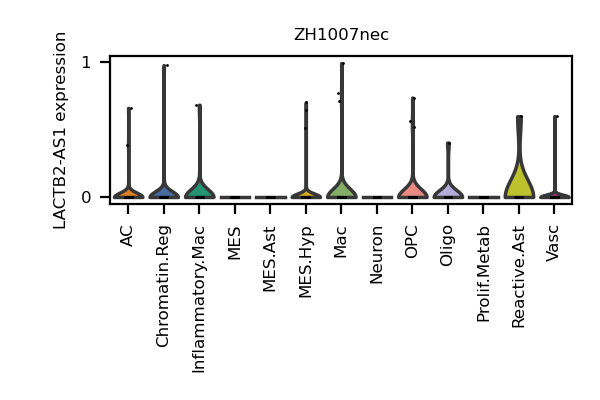 ZH1007nec
LACTB2-AS1 expression
1
0
AC
Chromatin.Reg
Inflammatory.Mac
MES
MES.Ast
MES.Hyp
Mac
Neuron
OPC
Oligo
Prolif.Metab
Reactive.Ast
Vasc